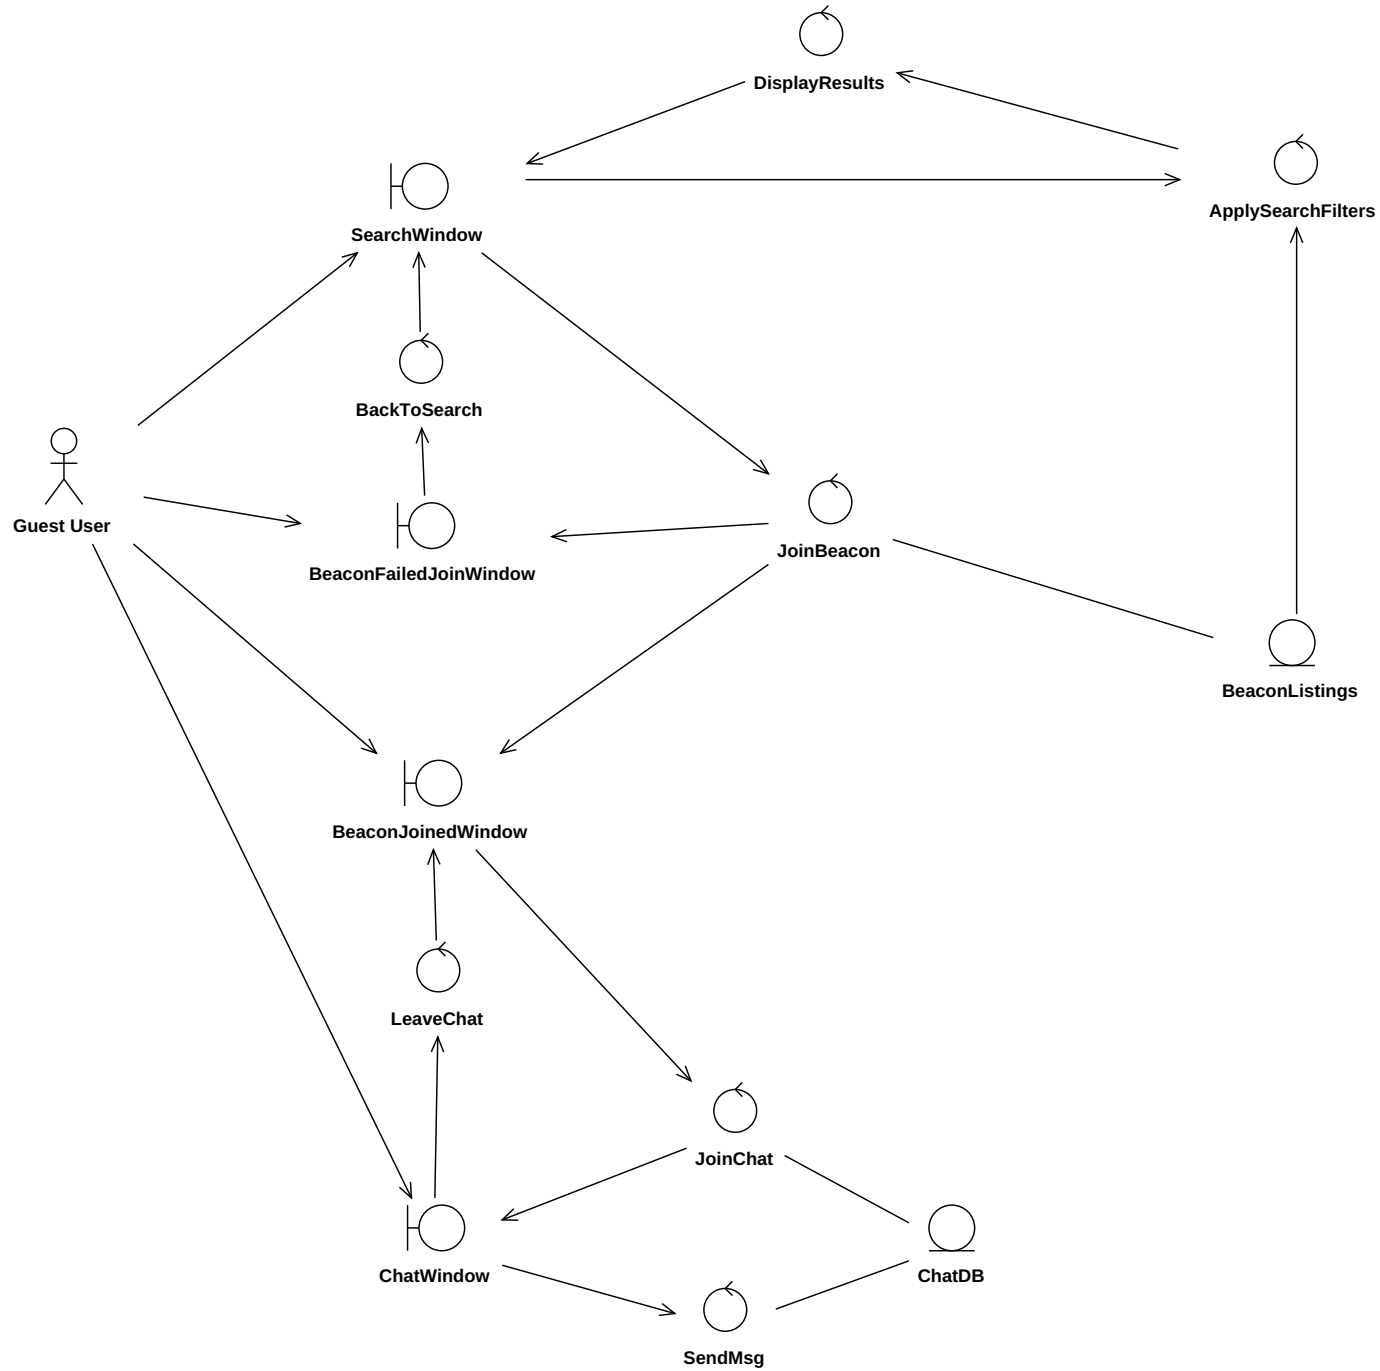 DisplayResults
ApplySearchFilters
SearchWindow
BackToSearch
Guest User
JoinBeacon
BeaconFailedJoinWindow
BeaconListings
BeaconJoinedWindow
LeaveChat
JoinChat
ChatWindow
ChatDB
SendMsg